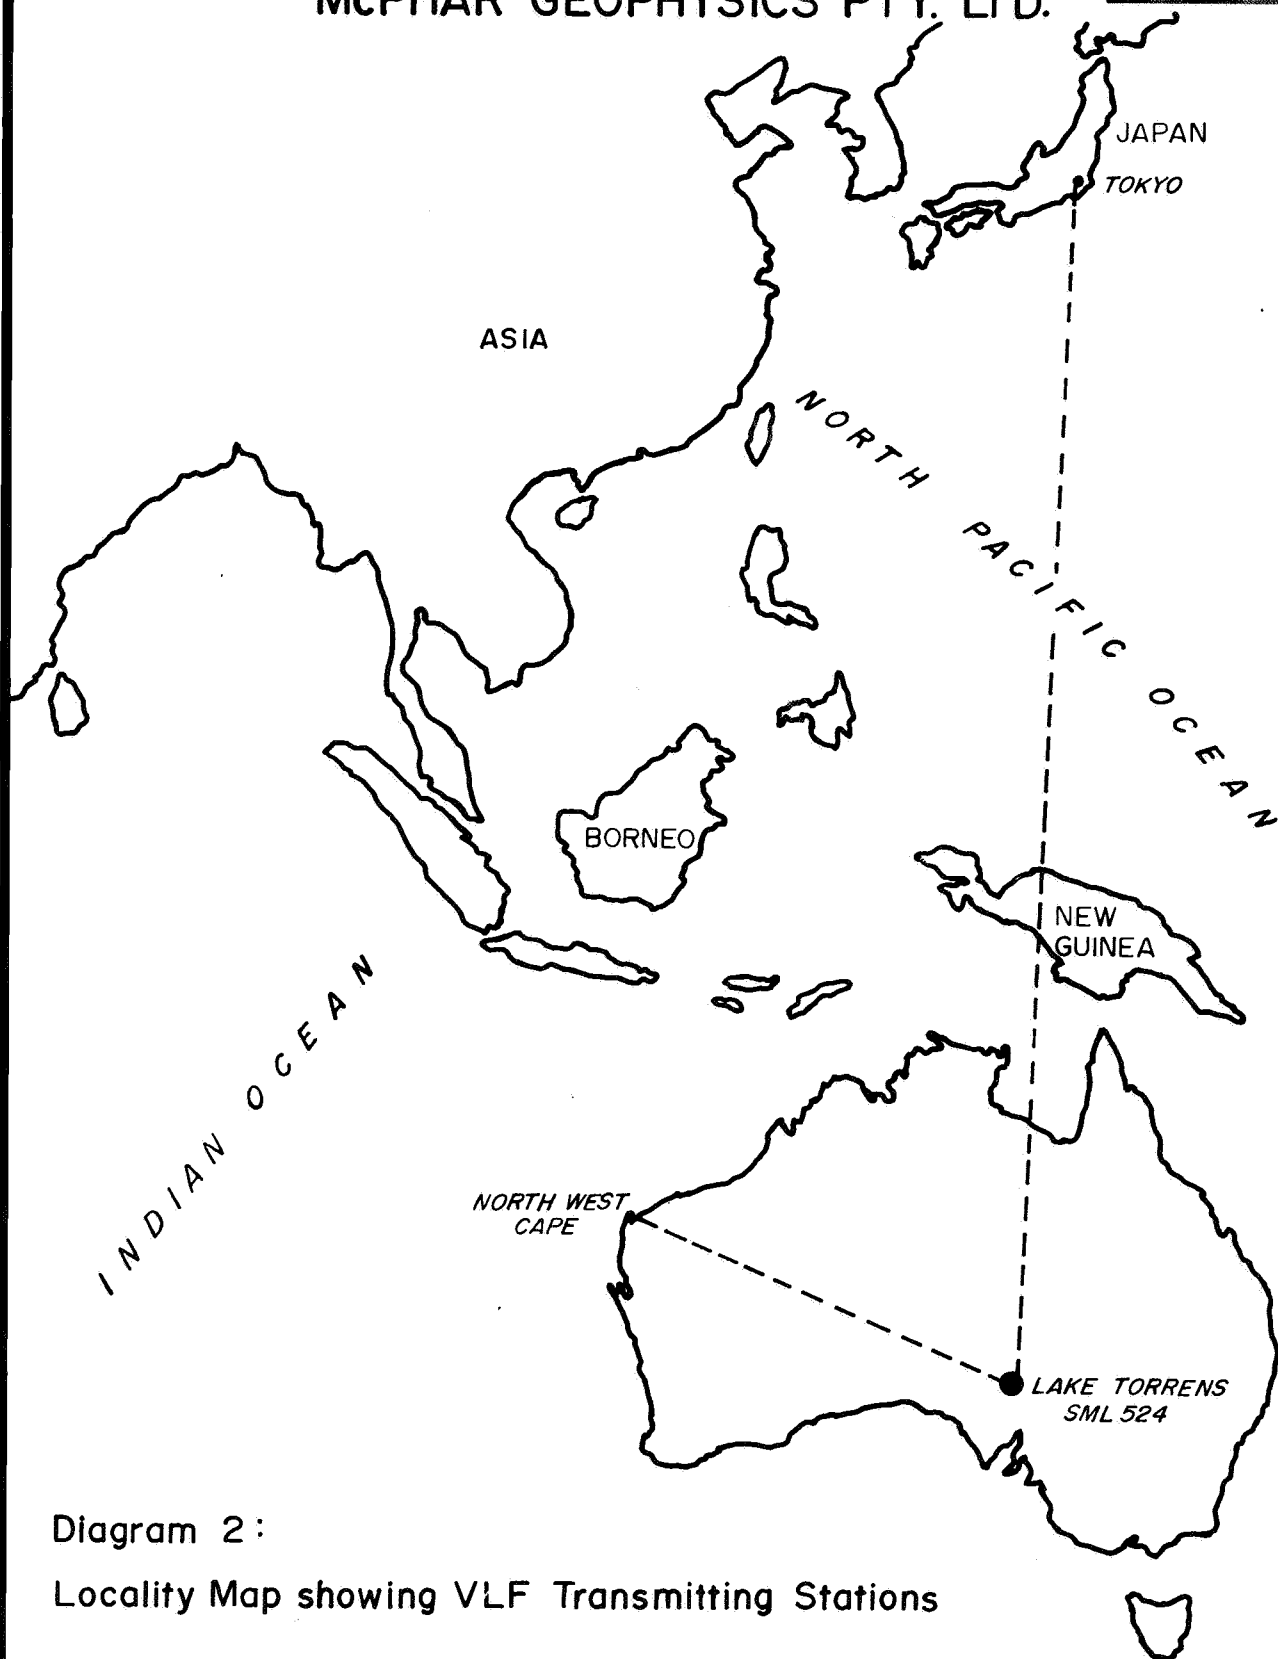 McPHAR GEOPHYSICS PTY. LTD.
JAPAN
TOKYO
ASIA
NORTH PACIFIC OCEAN
BORNEO
NEW
GUINEA
INDIAN OCEAN
NORTH WEST
CAPE
LAKE TORRENS
SML 524
Diagram 2:
Locality Map showing VLF Transmitting Stations